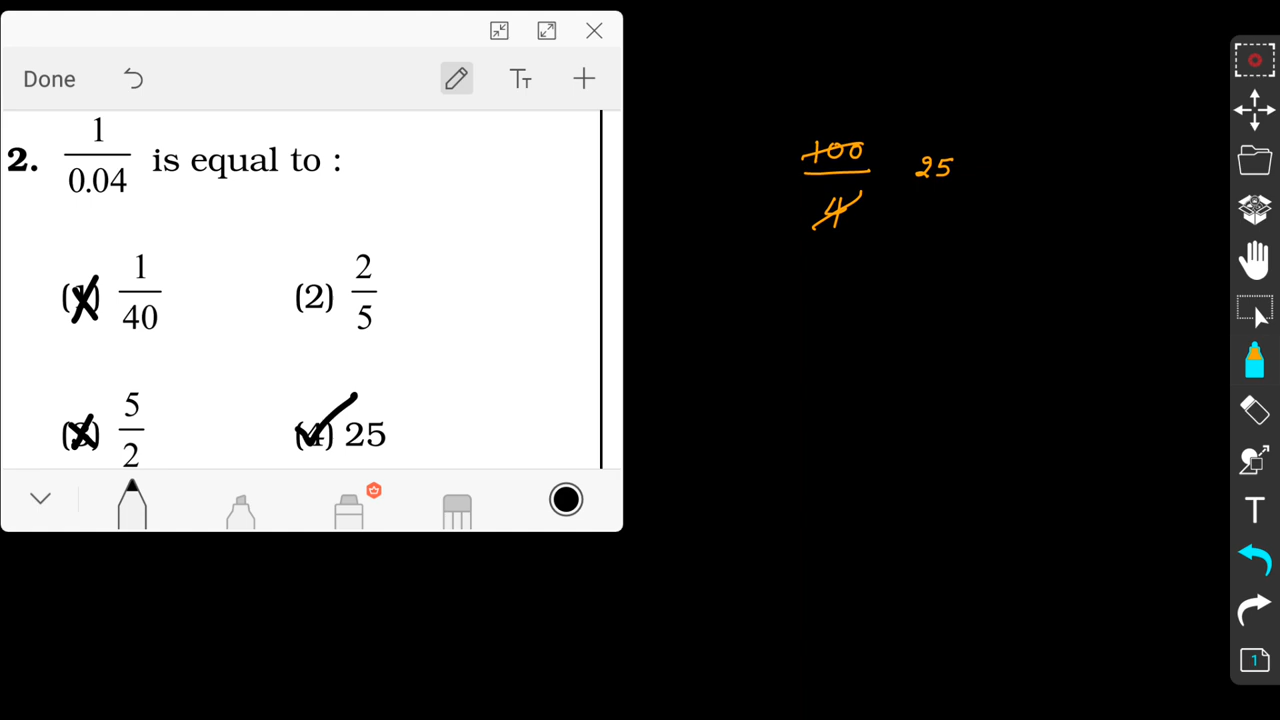 Done
Tт
2. 1/0.04 is equal to :
(1) 1/40 (2) 2/5
(3) 5/2 (4) 25
100/4 25
T
1